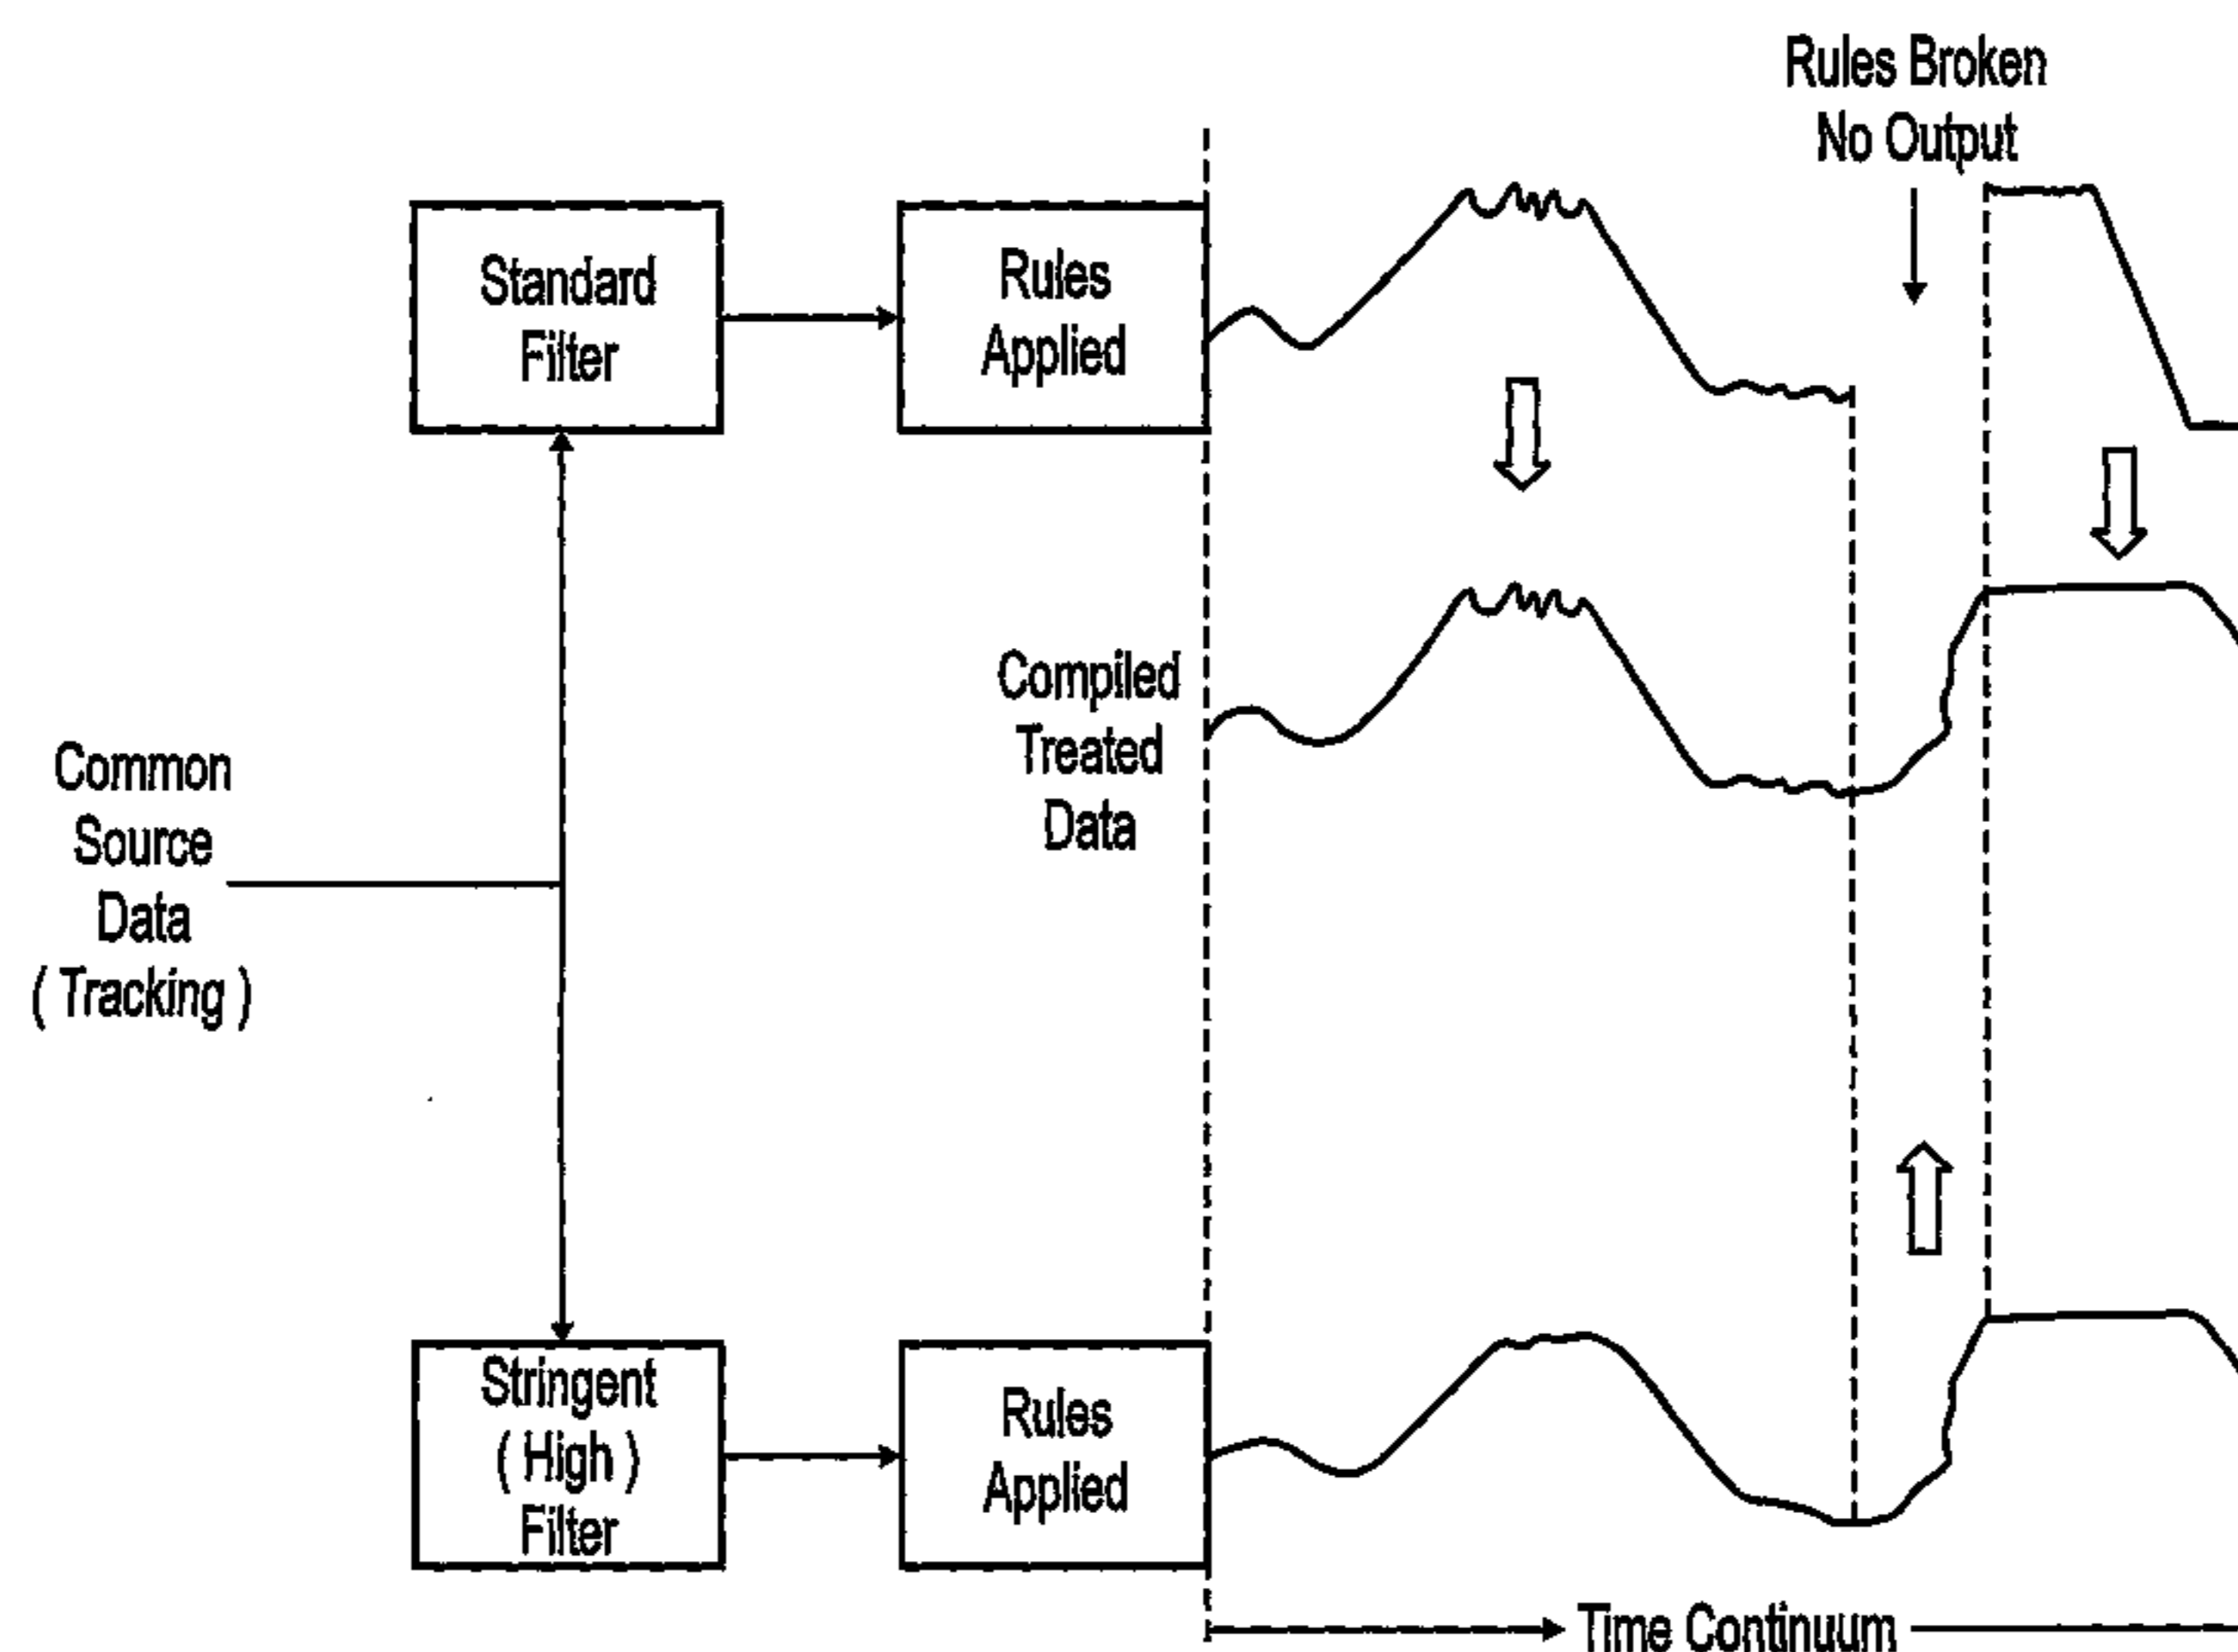 Rules Broken
No Output
Standard
Filter
Rules
Applied
Compiled
Treated
Data
Common
Source
Data
( Tracking )
Stringent
( High )
Filter
Rules
Applied
Time Continuum